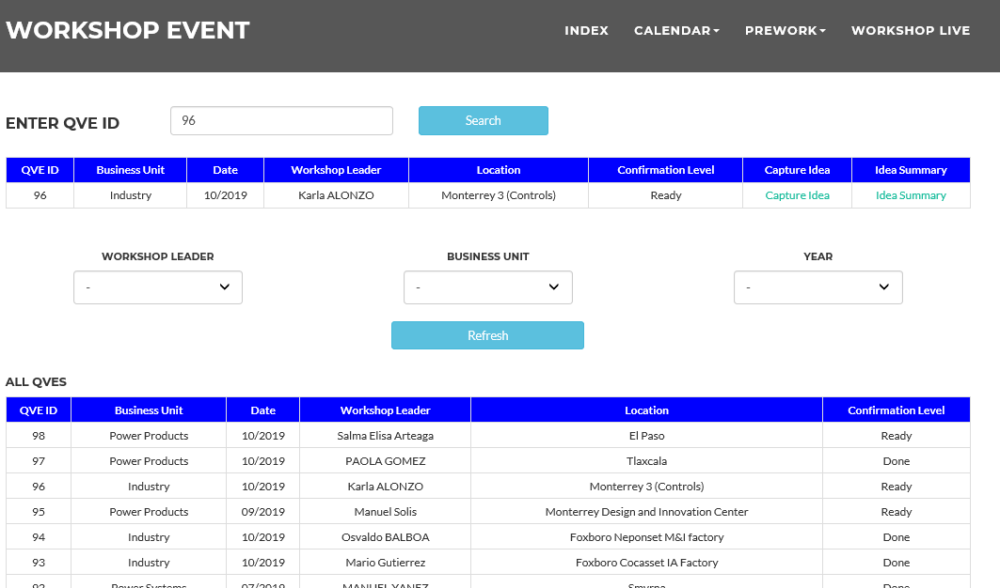 WORKSHOP EVENT
INDEX CALENDAR PREWORK WORKSHOP LIVE
ENTER QVE ID 96 Search
QVE ID Business Unit Date Workshop Leader Location Confirmation Level Capture Idea Idea Summary
96 Industry 10/2019 Karla ALONZO Monterrey 3 (Controls) Ready Capture Idea Idea Summary
WORKSHOP LEADER BUSINESS UNIT YEAR
- - -
Refresh
ALL QVES
QVE ID Business Unit Date Workshop Leader Location Confirmation Level
98 Power Products 10/2019 Salma Elisa Arteaga El Paso Ready
97 Power Products 10/2019 PAOLA GOMEZ Tlaxcala Done
96 Industry 10/2019 Karla ALONZO Monterrey 3 (Controls) Ready
95 Power Products 09/2019 Manuel Solis Monterrey Design and Innovation Center Ready
94 Industry 10/2019 Osvaldo BALBOA Foxboro Neponset M&I factory Done
93 Industry 10/2019 Mario Gutierrez Foxboro Cocasset IA Factory Done
92 Power Systems 07/2019 MANUEL YANEZ Smyrna Done